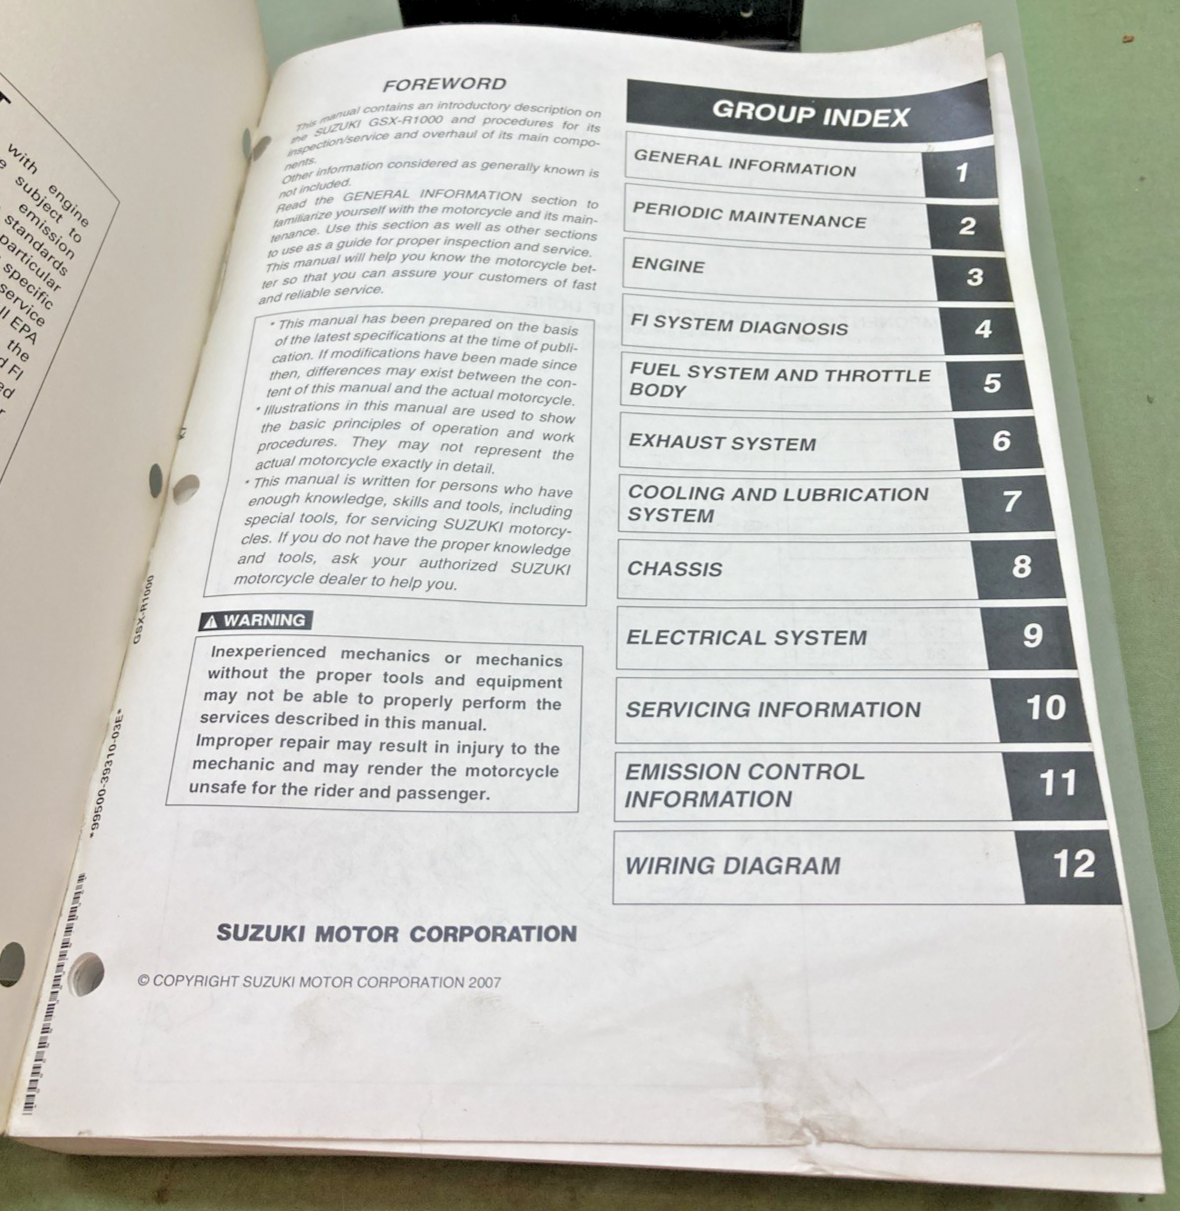 T
with engine
subject to
emission
standards
particular
specific
service
ll EPA
the
d FI
ed
r
K7
GSX-R1000
*99500-39310-03E*
FOREWORD
This manual contains an introductory description on
the SUZUKI GSX-R1000 and procedures for its
inspection/service and overhaul of its main compo-
nents.
Other information considered as generally known is
not included.
Read the GENERAL INFORMATION section to
familiarize yourself with the motorcycle and its main-
tenance. Use this section as well as other sections
to use as a guide for proper inspection and service.
This manual will help you know the motorcycle bet-
ter so that you can assure your customers of fast
and reliable service.
* This manual has been prepared on the basis
of the latest specifications at the time of publi-
cation. If modifications have been made since
then, differences may exist between the con-
tent of this manual and the actual motorcycle.
* Illustrations in this manual are used to show
the basic principles of operation and work
procedures. They may not represent the
actual motorcycle exactly in detail.
* This manual is written for persons who have
enough knowledge, skills and tools, including
special tools, for servicing SUZUKI motorcy-
cles. If you do not have the proper knowledge
and tools, ask your authorized SUZUKI
motorcycle dealer to help you.
⚠ WARNING
Inexperienced mechanics or mechanics
without the proper tools and equipment
may not be able to properly perform the
services described in this manual.
Improper repair may result in injury to the
mechanic and may render the motorcycle
unsafe for the rider and passenger.
SUZUKI MOTOR CORPORATION
© COPYRIGHT SUZUKI MOTOR CORPORATION 2007
GROUP INDEX
GENERAL INFORMATION 1
PERIODIC MAINTENANCE 2
ENGINE 3
FI SYSTEM DIAGNOSIS 4
FUEL SYSTEM AND THROTTLE
BODY 5
EXHAUST SYSTEM 6
COOLING AND LUBRICATION
SYSTEM 7
CHASSIS 8
ELECTRICAL SYSTEM 9
SERVICING INFORMATION 10
EMISSION CONTROL
INFORMATION 11
WIRING DIAGRAM 12